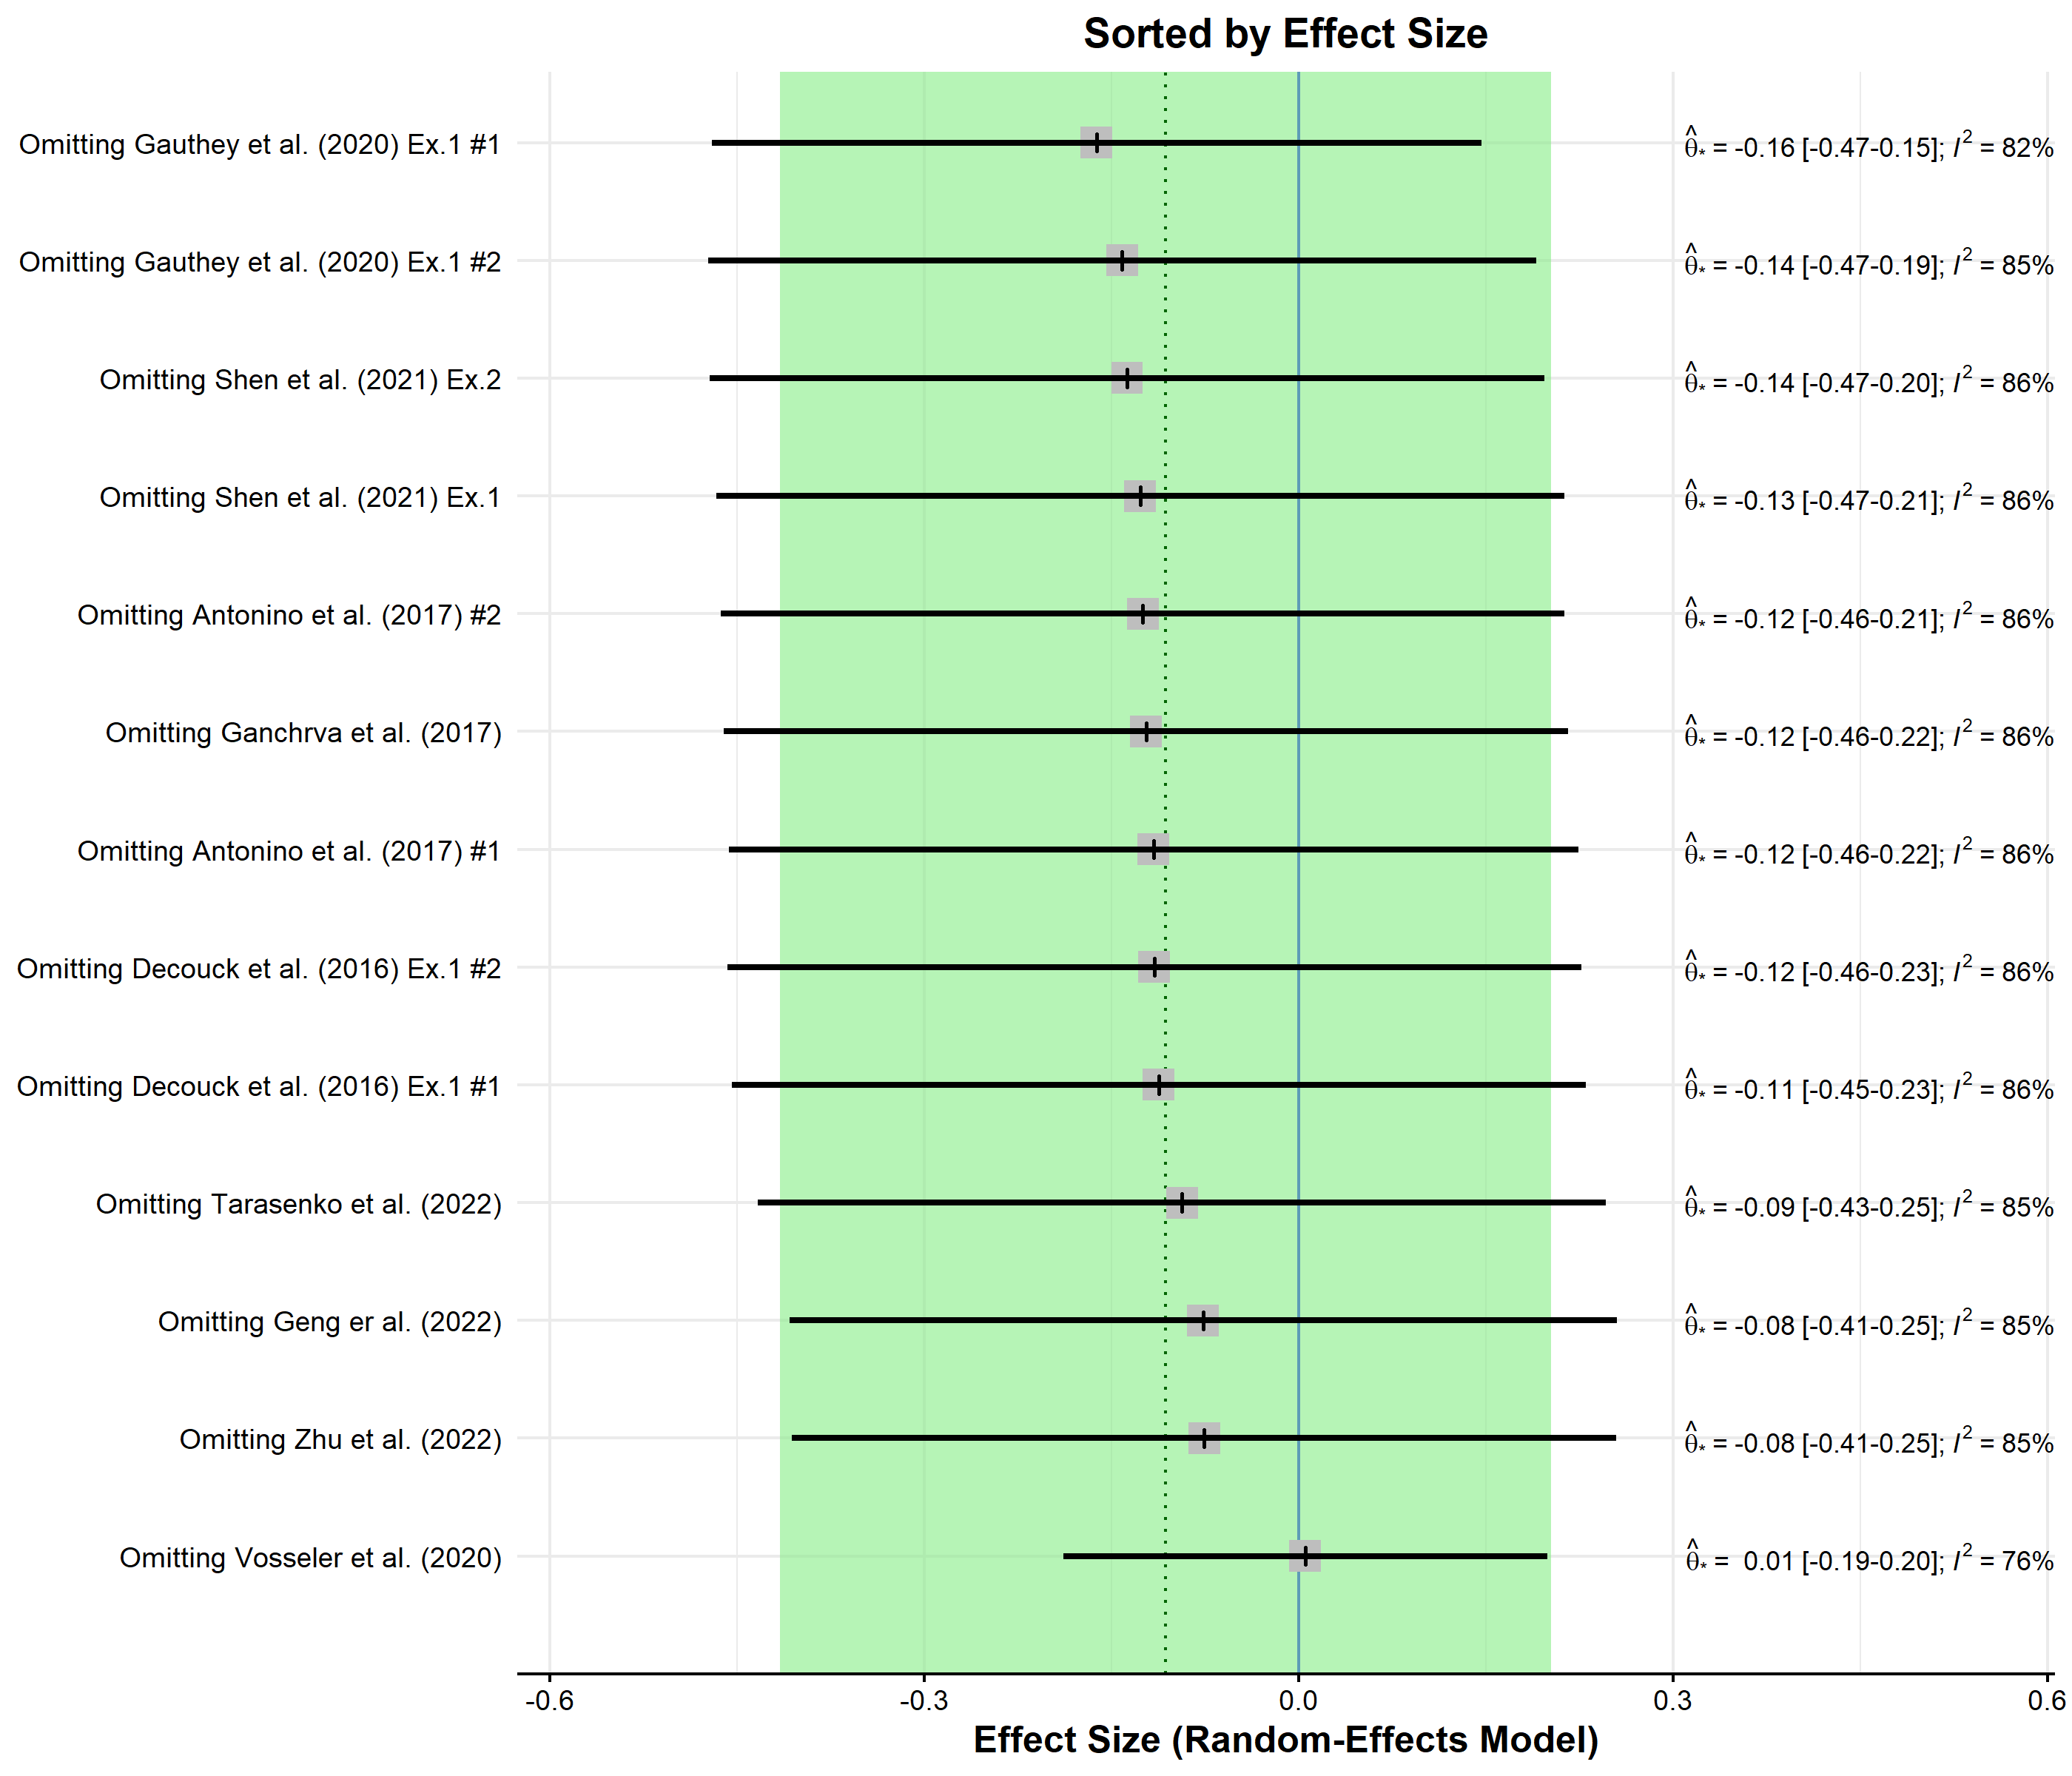 Sorted by Effect Size
Omitting Gauthey et al. (2020) Ex.1 #1 θ̂* = -0.16 [-0.47-0.15]; I² = 82%
Omitting Gauthey et al. (2020) Ex.1 #2 θ̂* = -0.14 [-0.47-0.19]; I² = 85%
Omitting Shen et al. (2021) Ex.2 θ̂* = -0.14 [-0.47-0.20]; I² = 86%
Omitting Shen et al. (2021) Ex.1 θ̂* = -0.13 [-0.47-0.21]; I² = 86%
Omitting Antonino et al. (2017) #2 θ̂* = -0.12 [-0.46-0.21]; I² = 86%
Omitting Ganchrva et al. (2017) θ̂* = -0.12 [-0.46-0.22]; I² = 86%
Omitting Antonino et al. (2017) #1 θ̂* = -0.12 [-0.46-0.22]; I² = 86%
Omitting Decouck et al. (2016) Ex.1 #2 θ̂* = -0.12 [-0.46-0.23]; I² = 86%
Omitting Decouck et al. (2016) Ex.1 #1 θ̂* = -0.11 [-0.45-0.23]; I² = 86%
Omitting Tarasenko et al. (2022) θ̂* = -0.09 [-0.43-0.25]; I² = 85%
Omitting Geng er al. (2022) θ̂* = -0.08 [-0.41-0.25]; I² = 85%
Omitting Zhu et al. (2022) θ̂* = -0.08 [-0.41-0.25]; I² = 85%
Omitting Vosseler et al. (2020) θ̂* = 0.01 [-0.19-0.20]; I² = 76%
-0.6 -0.3 0.0 0.3 0.6
Effect Size (Random-Effects Model)